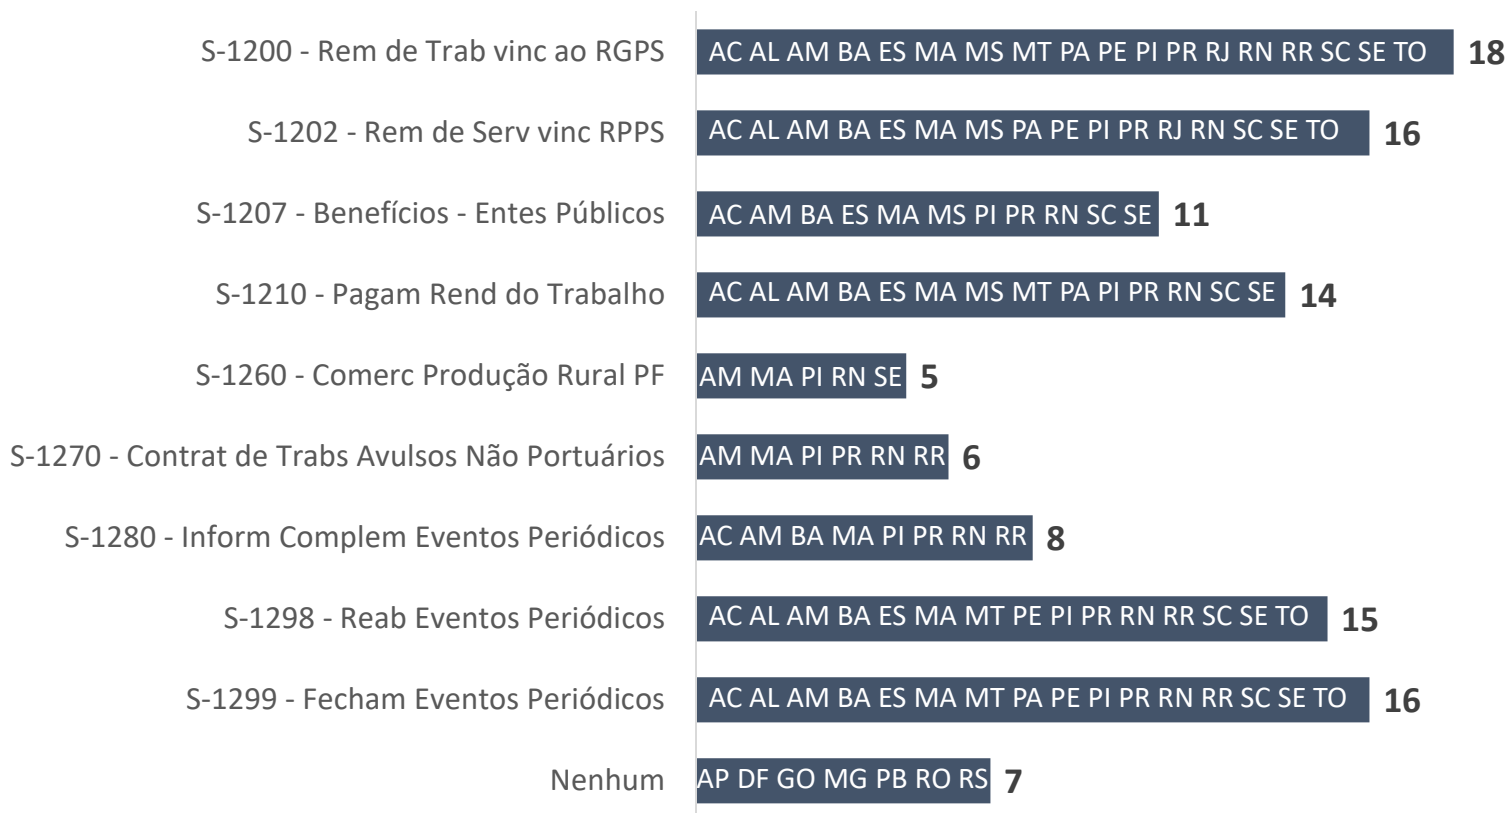 S-1200 - Rem de Trab vinc ao RGPS AC AL AM BA ES MA MS MT PA PE PI PR RJ RN RR SC SE TO 18
S-1202 - Rem de Serv vinc RPPS AC AL AM BA ES MA MS PA PE PI PR RJ RN SC SE TO 16
S-1207 - Benefícios - Entes Públicos AC AM BA ES MA MS PI PR RN SC SE 11
S-1210 - Pagam Rend do Trabalho AC AL AM BA ES MA MS MT PA PI PR RN SC SE 14
S-1260 - Comerc Produção Rural PF AM MA PI RN SE 5
S-1270 - Contrat de Trabs Avulsos Não Portuários AM MA PI PR RN RR 6
S-1280 - Inform Complem Eventos Periódicos AC AM BA MA PI PR RN RR 8
S-1298 - Reab Eventos Periódicos AC AL AM BA ES MA MT PE PI PR RN RR SC SE TO 15
S-1299 - Fecham Eventos Periódicos AC AL AM BA ES MA MT PA PE PI PR RN RR SC SE TO 16
Nenhum AP DF GO MG PB RO RS 7